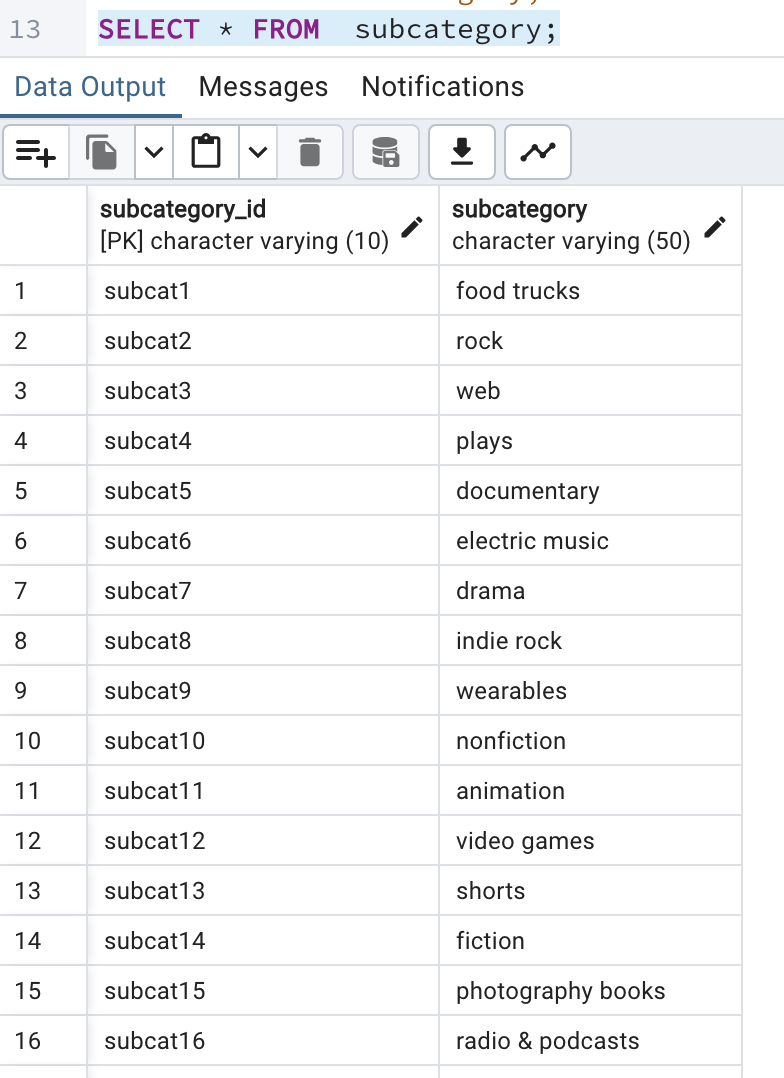 13 SELECT * FROM  subcategory;
Data Output Messages Notifications
subcategory_id subcategory
[PK] character varying (10) character varying (50)
1 subcat1 food trucks
2 subcat2 rock
3 subcat3 web
4 subcat4 plays
5 subcat5 documentary
6 subcat6 electric music
7 subcat7 drama
8 subcat8 indie rock
9 subcat9 wearables
10 subcat10 nonfiction
11 subcat11 animation
12 subcat12 video games
13 subcat13 shorts
14 subcat14 fiction
15 subcat15 photography books
16 subcat16 radio & podcasts